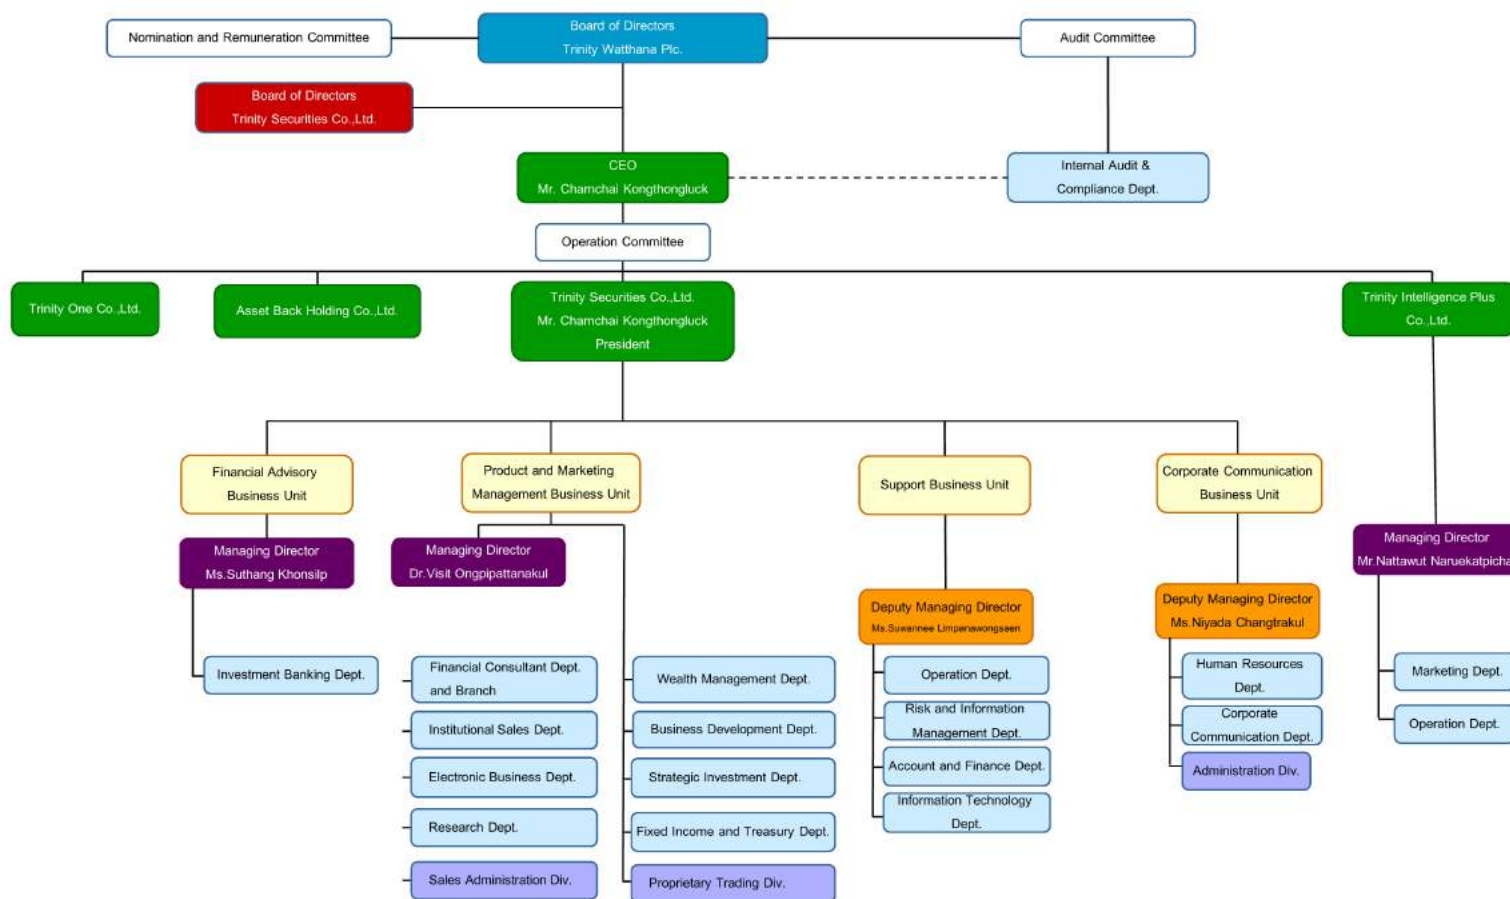 Board of Directors
Trinity Watthana Plc.
Nomination and Remuneration Committee
Audit Committee
Board of Directors
Trinity Securities Co.,Ltd.
CEO
Mr. Chamchai Kongthongluck
Internal Audit &
Compliance Dept.
Operation Committee
Trinity One Co.,Ltd.
Asset Back Holding Co.,Ltd.
Trinity Securities Co.,Ltd.
Mr. Chamchai Kongthongluck
President
Trinity Intelligence Plus
Co.,Ltd.
Financial Advisory
Business Unit
Product and Marketing
Management Business Unit
Support Business Unit
Corporate Communication
Business Unit
Managing Director
Ms.Suthang Khonsilp
Managing Director
Dr.Visit Ongpipattanakul
Deputy Managing Director
Ms.Suwannee Limpanawongsaen
Deputy Managing Director
Ms.Niyada Changtrakul
Managing Director
Mr.Nattawut Naruekatpicha
Investment Banking Dept.
Financial Consultant Dept.
and Branch
Institutional Sales Dept.
Electronic Business Dept.
Research Dept.
Sales Administration Div.
Wealth Management Dept.
Business Development Dept.
Strategic Investment Dept.
Fixed Income and Treasury Dept.
Proprietary Trading Div.
Operation Dept.
Risk and Information
Management Dept.
Account and Finance Dept.
Information Technology
Dept.
Human Resources
Dept.
Corporate
Communication Dept.
Administration Div.
Marketing Dept.
Operation Dept.